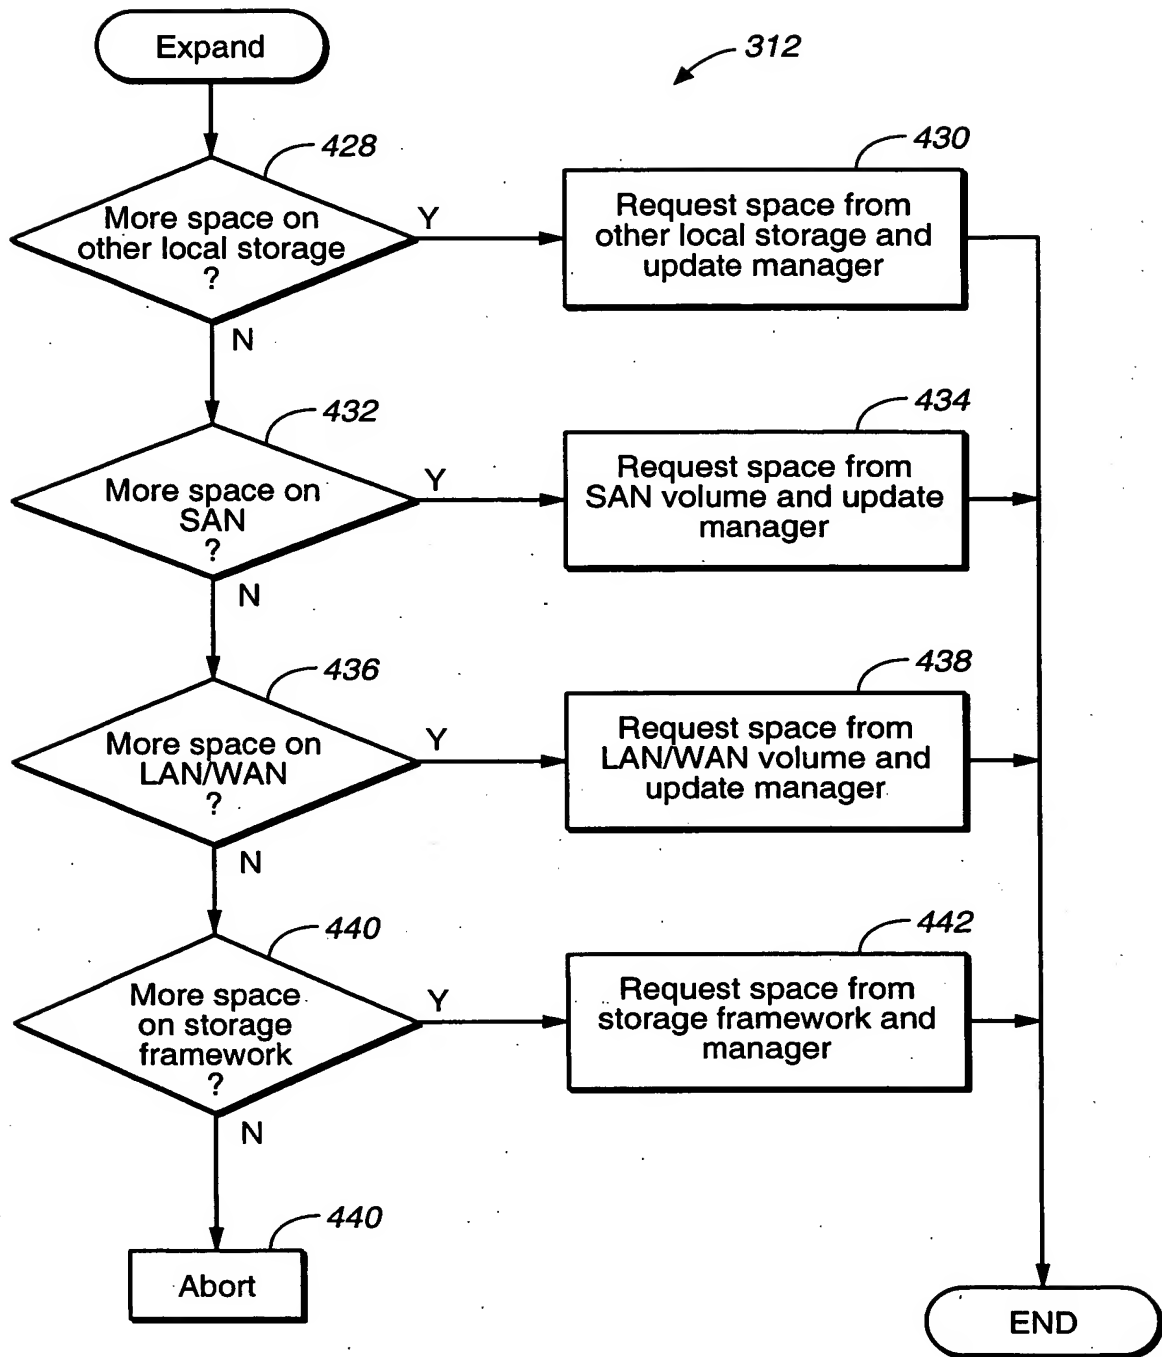 Expand
312
428
More space on
other local storage
?
Y
N
430
Request space from
other local storage and
update manager
432
More space on
SAN
?
Y
N
434
Request space from
SAN volume and update
manager
436
More space on
LAN/WAN
?
Y
N
438
Request space from
LAN/WAN volume and
update manager
440
More space
on storage
framework
?
Y
N
442
Request space from
storage framework and
manager
440
Abort
END